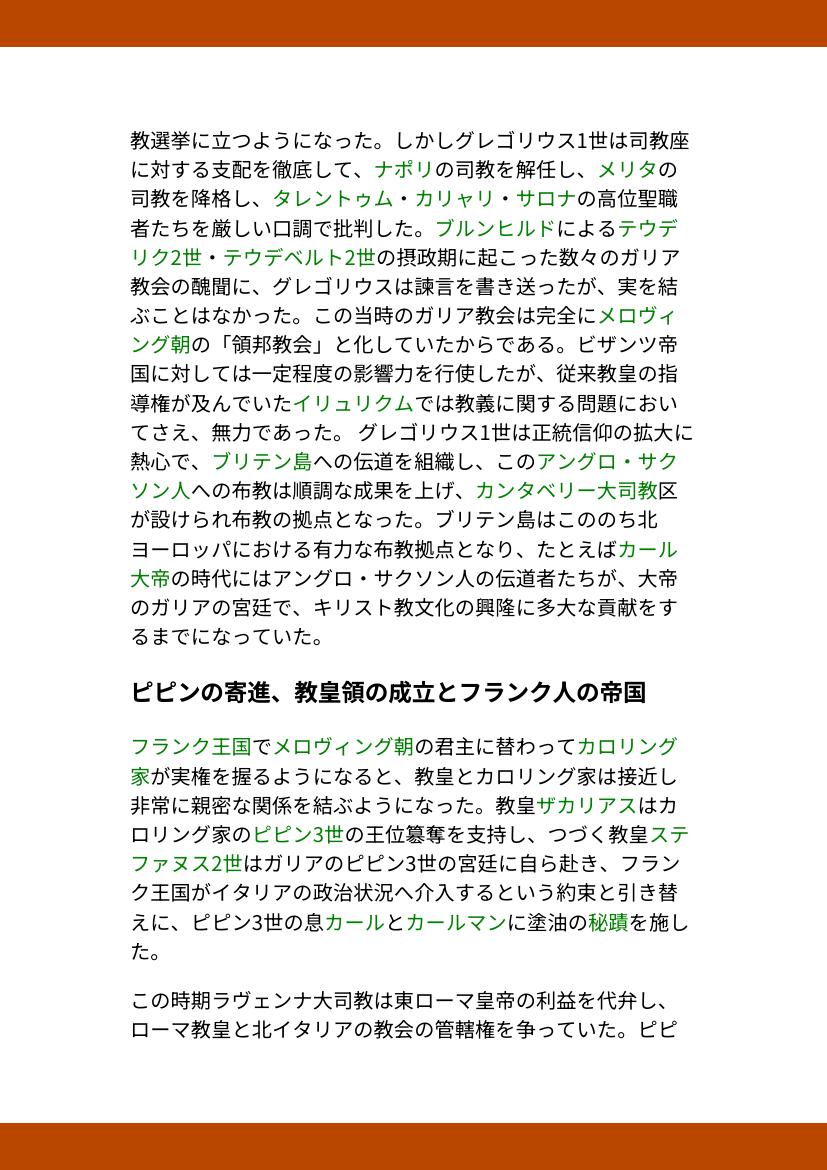 教選挙に立つようになった。しかしグレゴリウス1世は司教座
に対する支配を徹底して、ナポリの司教を解任し、メリタの
司教を降格し、タレントゥム・カリャリ・サロナの高位聖職
者たちを厳しい口調で批判した。ブルンヒルドによるテウデ
リク2世・テウデベルト2世の摂政期に起こった数々のガリア
教会の醜聞に、グレゴリウスは諫言を書き送ったが、実を結
ぶことはなかった。この当時のガリア教会は完全にメロヴィ
ング朝の「領邦教会」と化していたからである。ビザンツ帝
国に対しては一定程度の影響力を行使したが、従来教皇の指
導権が及んでいたイリュリクムでは教義に関する問題におい
てさえ、無力であった。 グレゴリウス1世は正統信仰の拡大に
熱心で、ブリテン島への伝道を組織し、このアングロ・サク
ソン人への布教は順調な成果を上げ、カンタベリー大司教区
が設けられ布教の拠点となった。ブリテン島はこののち北
ヨーロッパにおける有力な布教拠点となり、たとえばカール
大帝の時代にはアングロ・サクソン人の伝道者たちが、大帝
のガリアの宮廷で、キリスト教文化の興隆に多大な貢献をす
るまでになっていた。
ピピンの寄進、教皇領の成立とフランク人の帝国
フランク王国でメロヴィング朝の君主に替わってカロリング
家が実権を握るようになると、教皇とカロリング家は接近し
非常に親密な関係を結ぶようになった。教皇ザカリアスはカ
ロリング家のピピン3世の王位簒奪を支持し、つづく教皇ステ
ファヌス2世はガリアのピピン3世の宮廷に自ら赴き、フラン
ク王国がイタリアの政治状況へ介入するという約束と引き替
えに、ピピン3世の息カールとカールマンに塗油の秘蹟を施し
た。
この時期ラヴェンナ大司教は東ローマ皇帝の利益を代弁し、
ローマ教皇と北イタリアの教会の管轄権を争っていた。ピピ